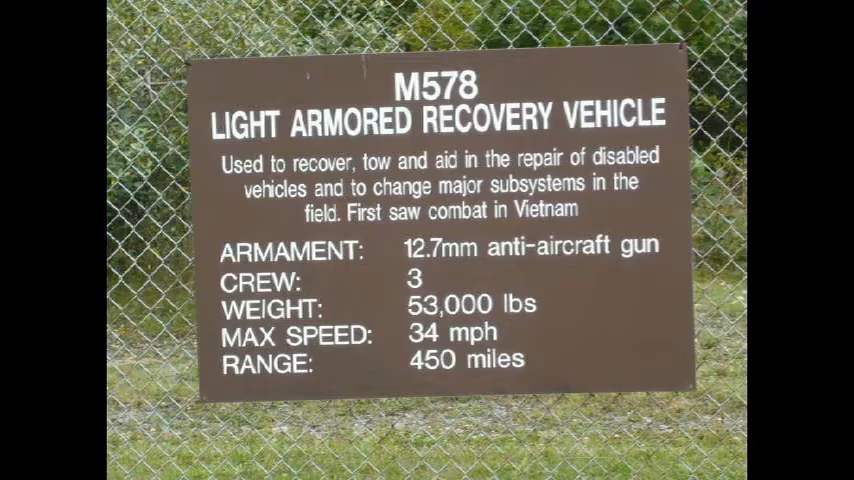 M578
LIGHT ARMORED RECOVERY VEHICLE
Used to recover, tow and aid in the repair of disabled
vehicles and to change major subsystems in the
field. First saw combat in Vietnam
ARMAMENT: 12.7mm anti-aircraft gun
CREW: 3
WEIGHT: 53,000 lbs
MAX SPEED: 34 mph
RANGE: 450 miles